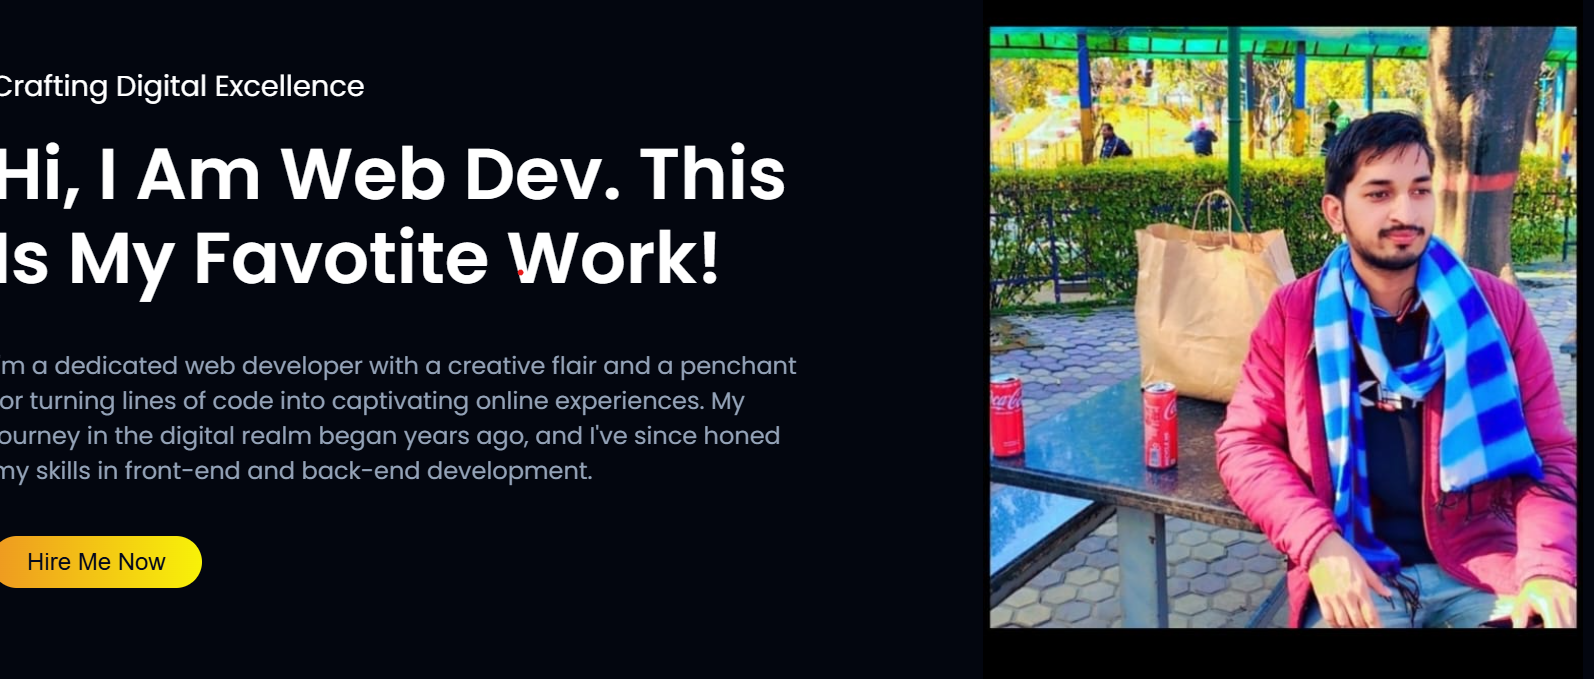 Crafting Digital Excellence
Hi, I Am Web Dev. This
Is My Favotite Work!
'm a dedicated web developer with a creative flair and a penchant
or turning lines of code into captivating online experiences. My
ourney in the digital realm began years ago, and I've since honed
my skills in front-end and back-end development.
Hire Me Now
Coca-Cola